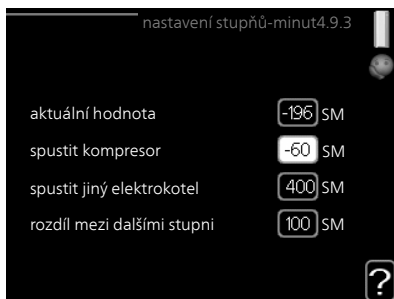 nastavení stupňů-minut4.9.3
aktuální hodnota -196 SM
spustit kompresor -60 SM
spustit jiný elektrokotel 400 SM
rozdíl mezi dalšími stupni 100 SM
?